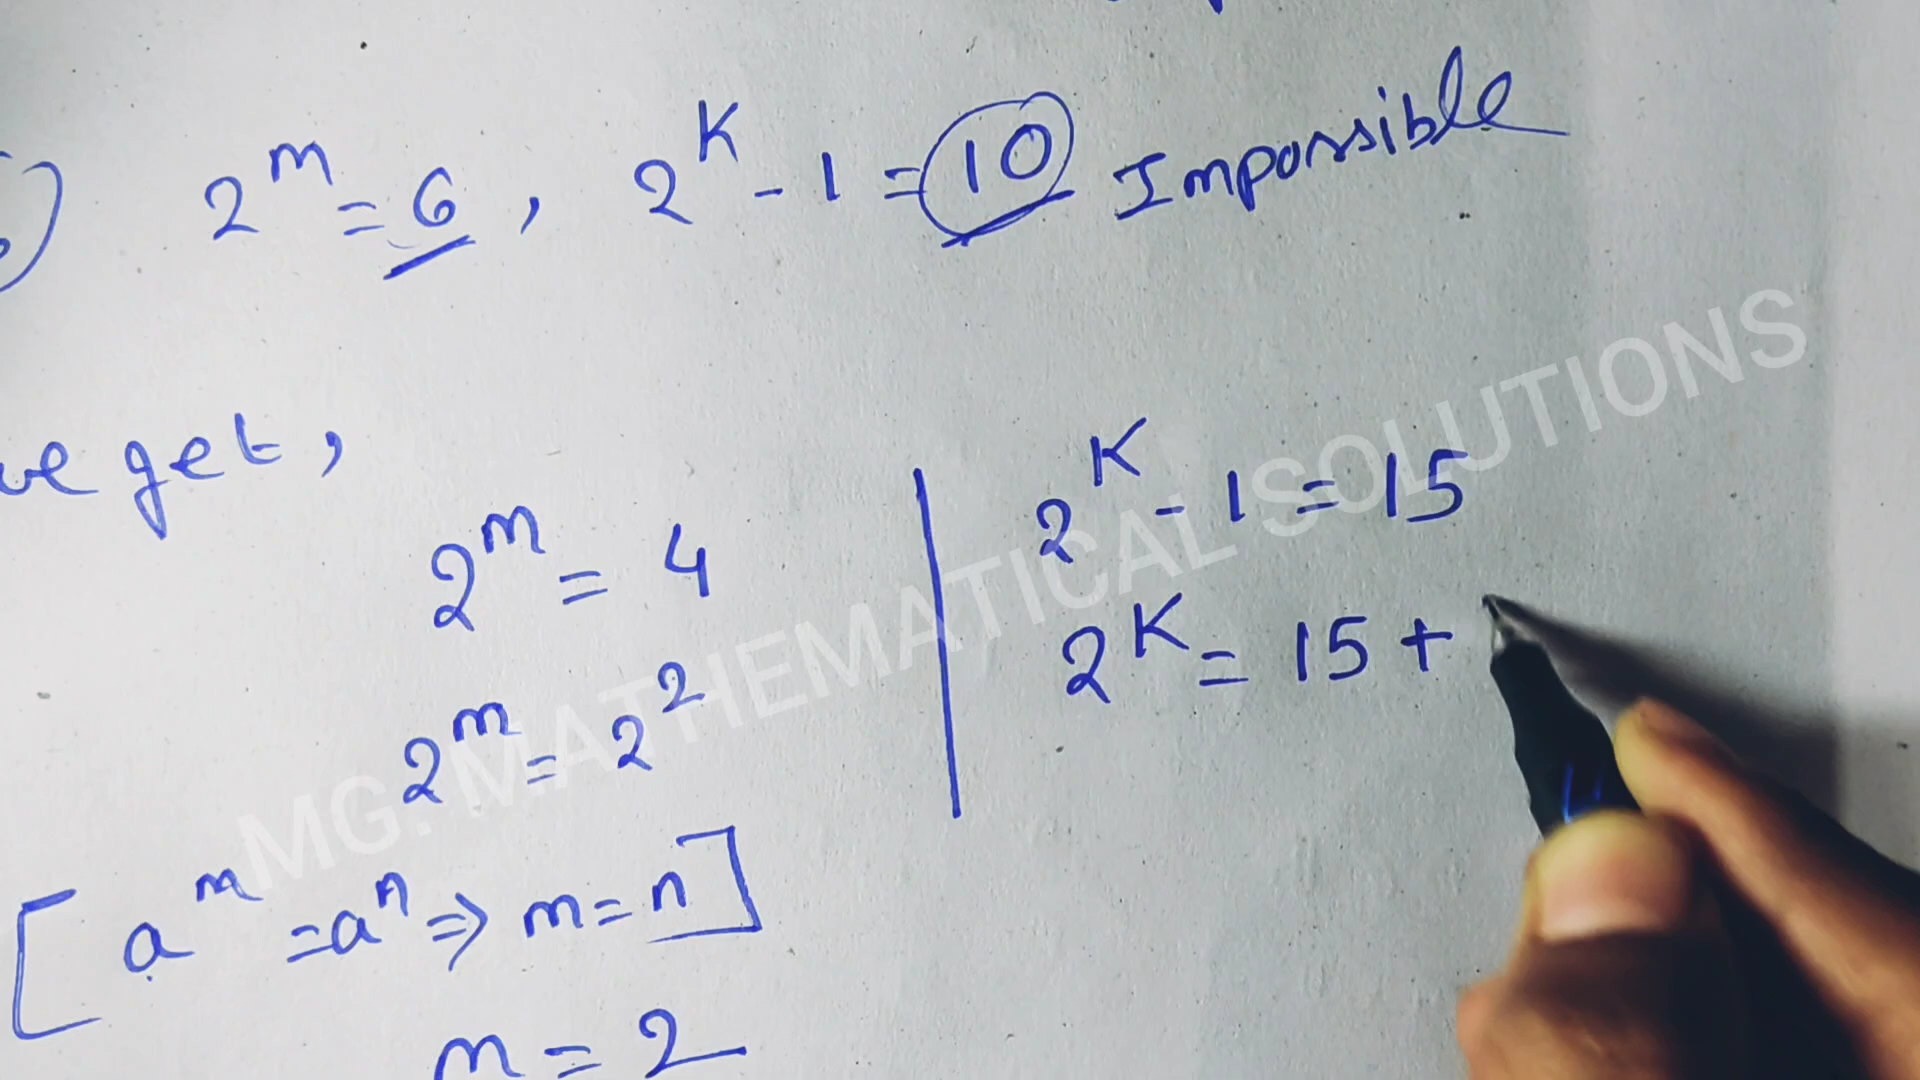 2^m = 6, 2^K - 1 = 10 Impossible
get,
2^m = 4
2^m = 2^2
[a^m = a^n => m = n]
m = 2
2^K - 1 = 15
2^K = 15 +
MG. MATHEMATICAL SOLUTIONS